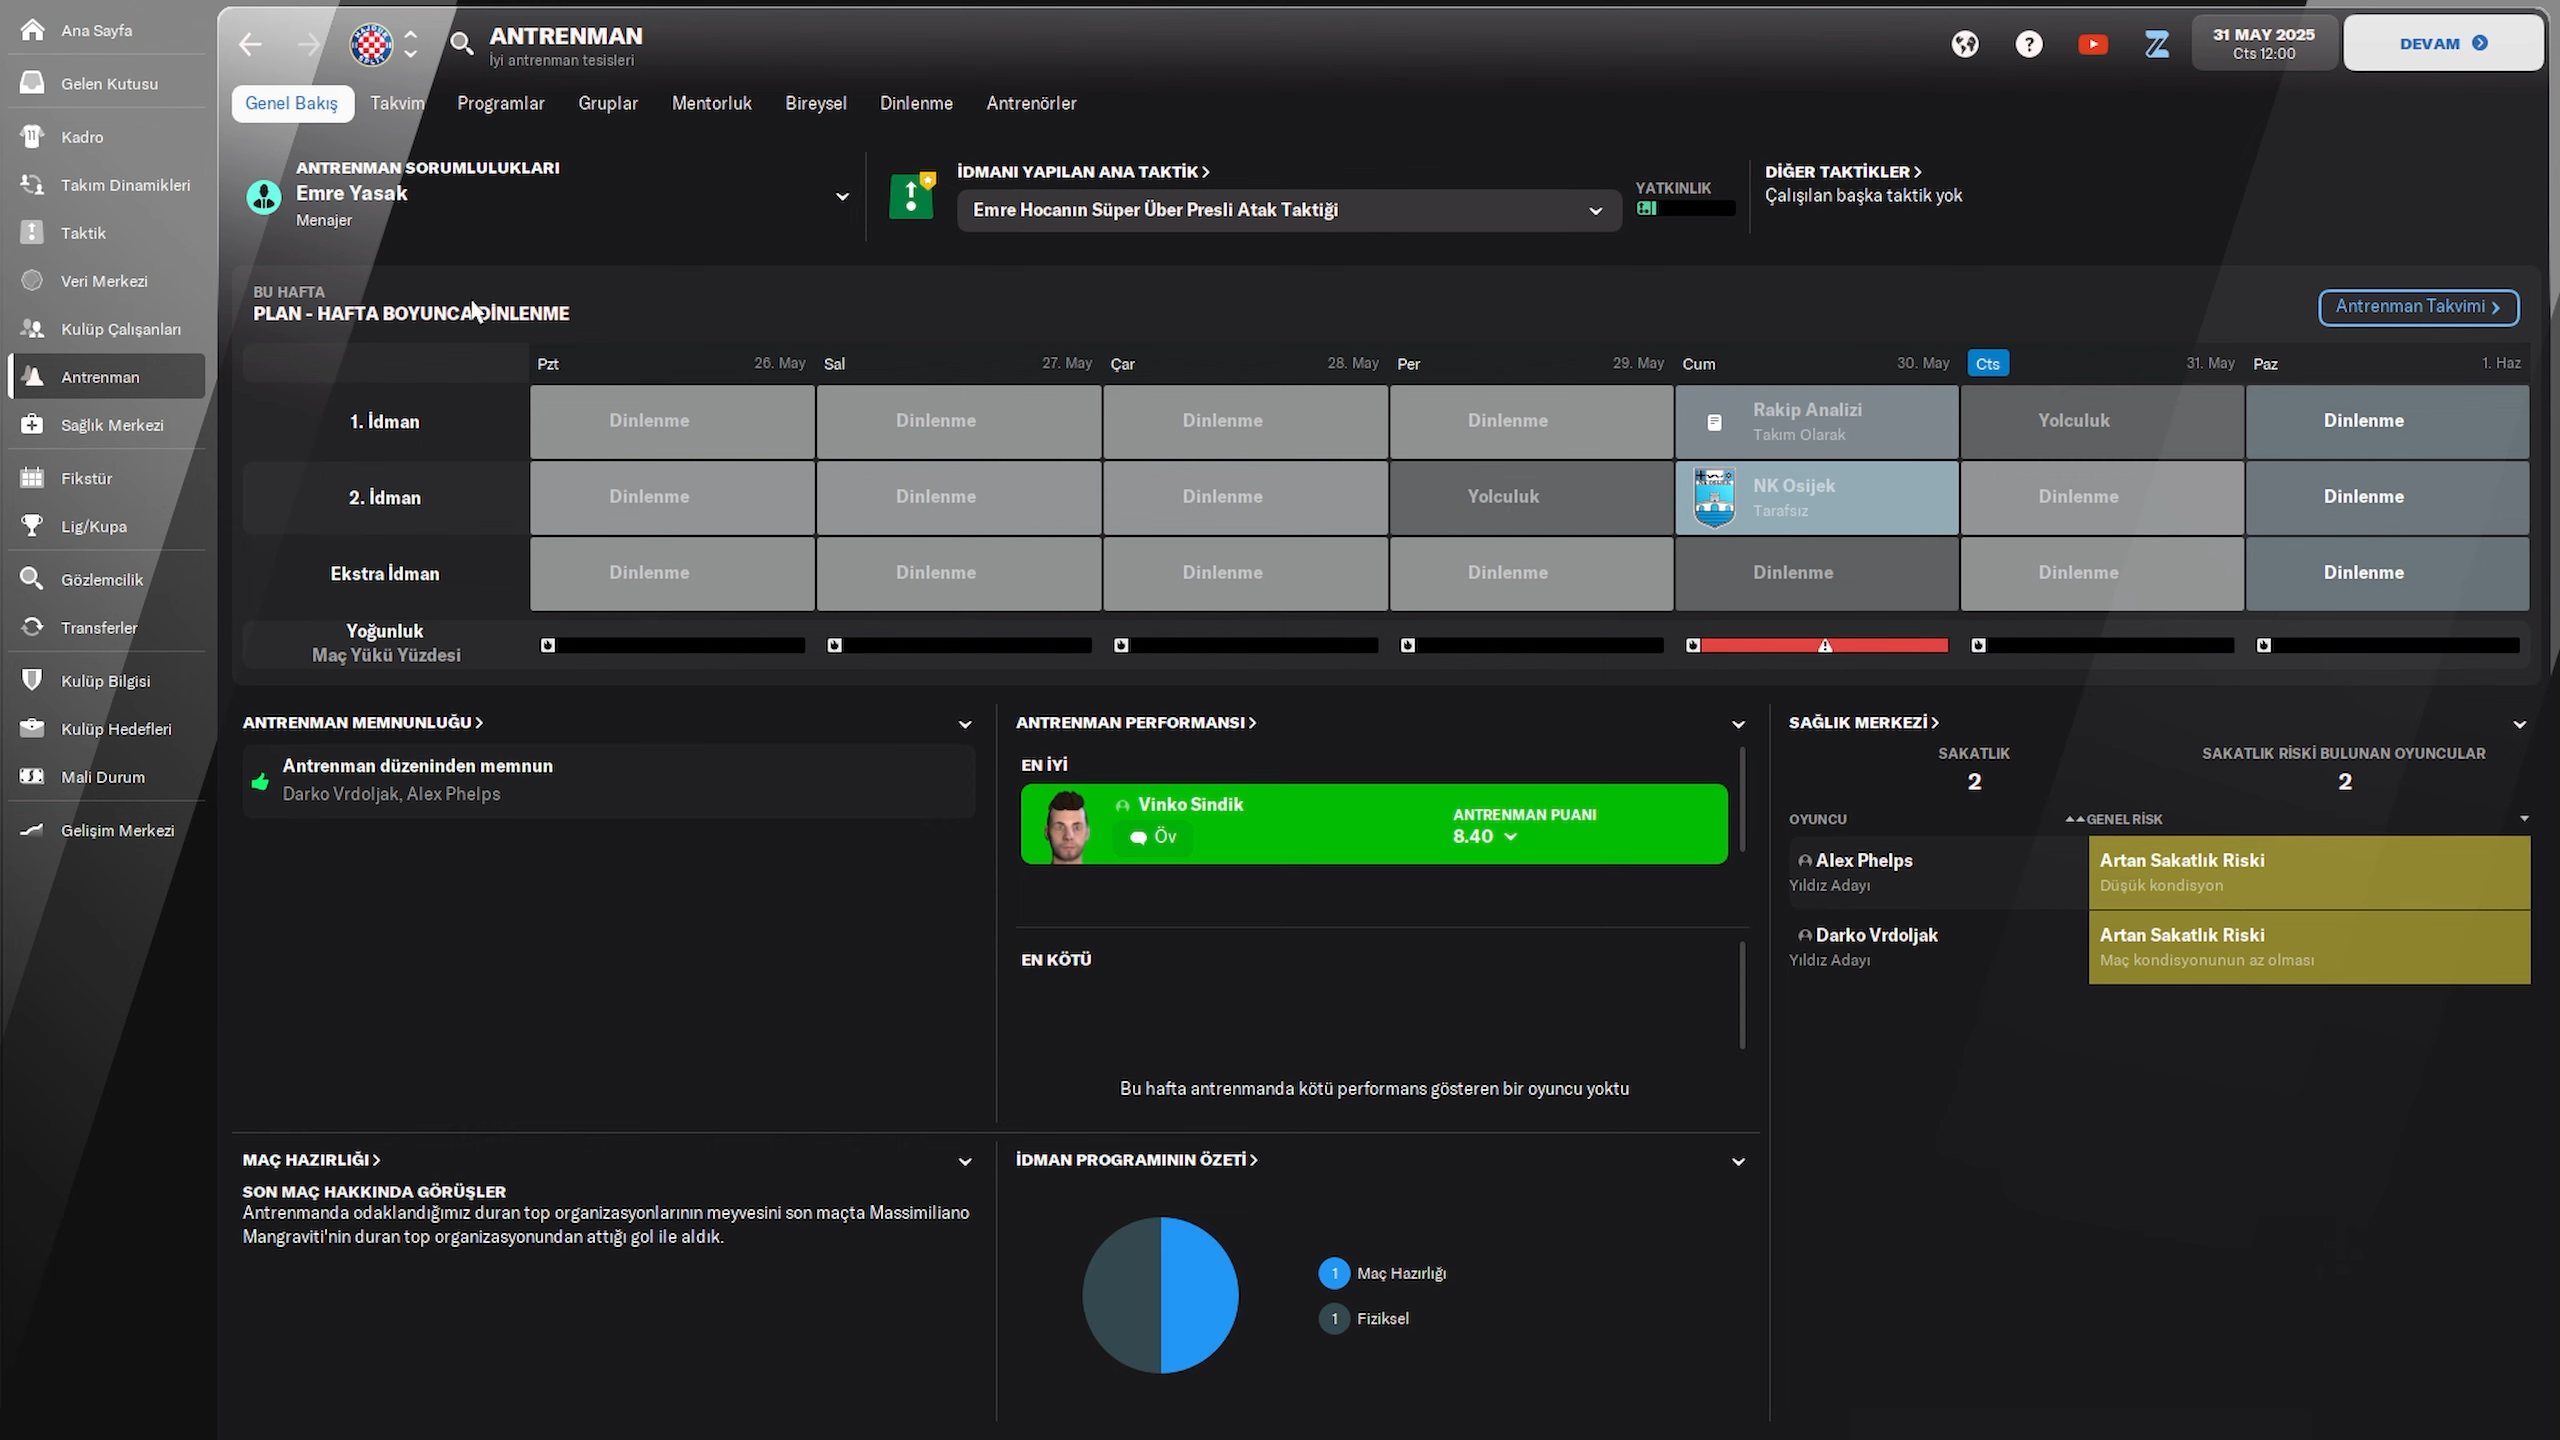 Ana Sayfa
Gelen Kutusu
Kadro
Takım Dinamikleri
Taktik
Veri Merkezi
Kulüp Çalışanları
Antrenman
Sağlık Merkezi
Fikstür
Lig/Kupa
Gözlemcilik
Transferler
Kulüp Bilgisi
Kulüp Hedefleri
Mali Durum
Gelişim Merkezi
ANTRENMAN
İyi antrenman tesisleri
31 MAY 2025
Cts 12:00
DEVAM
Genel Bakış Takvim Programlar Gruplar Mentorluk Bireysel Dinlenme Antrenörler
ANTRENMAN SORUMLULUKLARI
Emre Yasak
Menajer
İDMANI YAPILAN ANA TAKTİK
Emre Hocanın Süper Über Presli Atak Taktiği
YATKINLIK
DİĞER TAKTİKLER
Çalışılan başka taktik yok
BU HAFTA
PLAN - HAFTA BOYUNCA DİNLENME
Antrenman Takvimi
Pzt 26. May Sal 27. May Çar 28. May Per 29. May Cum 30. May Cts 31. May Paz 1. Haz
1. İdman Dinlenme Dinlenme Dinlenme Dinlenme Rakip Analizi Takım Olarak Yolculuk Dinlenme
2. İdman Dinlenme Dinlenme Dinlenme Yolculuk NK Osijek Tarafsız Dinlenme Dinlenme
Ekstra İdman Dinlenme Dinlenme Dinlenme Dinlenme Dinlenme Dinlenme Dinlenme
Yoğunluk
Maç Yükü Yüzdesi
ANTRENMAN MEMNUNLUĞU
Antrenman düzeninden memnun
Darko Vrdoljak, Alex Phelps
ANTRENMAN PERFORMANSI
EN İYİ
Vinko Sindik
Öv
ANTRENMAN PUANI
8.40
EN KÖTÜ
Bu hafta antrenmanda kötü performans gösteren bir oyuncu yoktu
SAĞLIK MERKEZİ
SAKATLIK
2
SAKATLIK RİSKİ BULUNAN OYUNCULAR
2
OYUNCU GENEL RİSK
Alex Phelps
Yıldız Adayı
Artan Sakatlık Riski
Düşük kondisyon
Darko Vrdoljak
Yıldız Adayı
Artan Sakatlık Riski
Maç kondisyonunun az olması
MAÇ HAZIRLIĞI
SON MAÇ HAKKINDA GÖRÜŞLER
Antrenmanda odaklandığımız duran top organizasyonlarının meyvesini son maçta Massimiliano
Mangraviti'nin duran top organizasyonundan attığı gol ile aldık.
İDMAN PROGRAMININ ÖZETİ
1 Maç Hazırlığı
1 Fiziksel